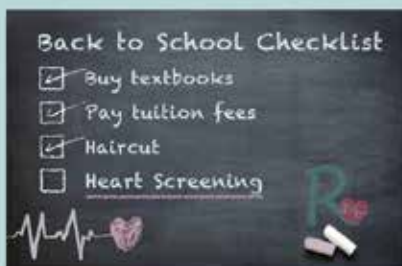 Back to School Checklist
Buy textbooks
Pay tuition fees
Haircut
Heart Screening
R